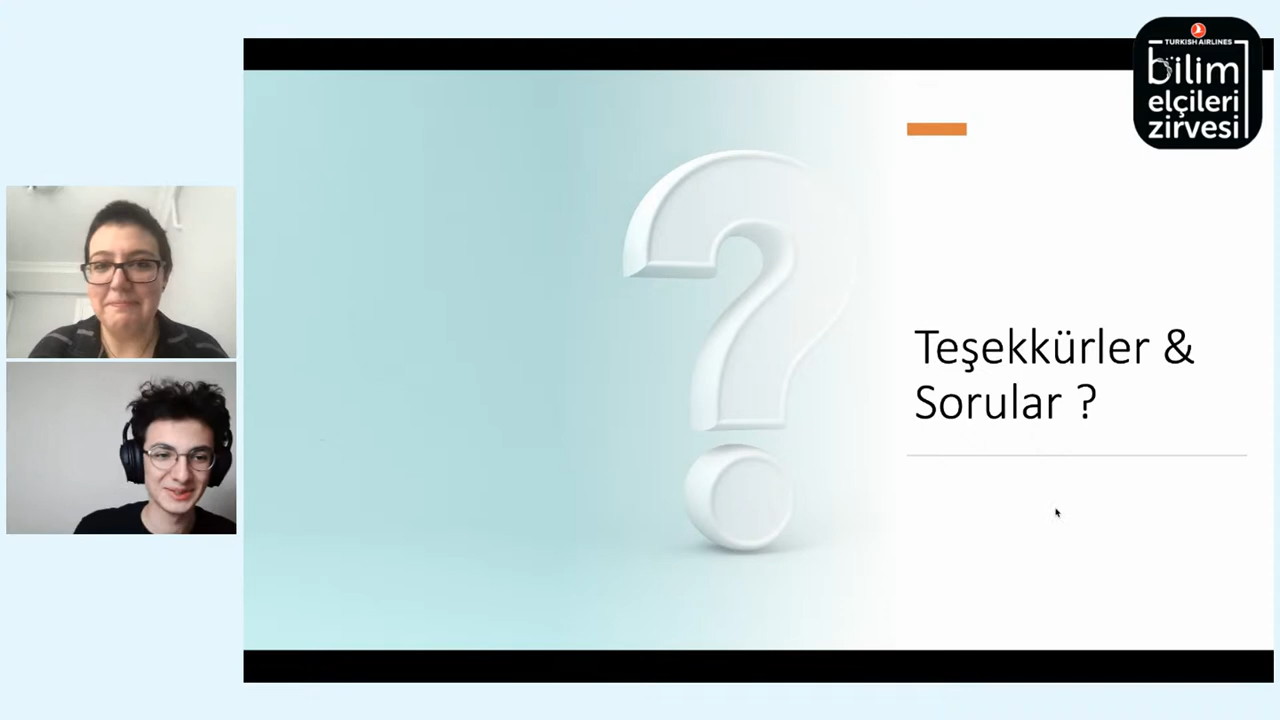 TURKISH AIRLINES
bilim
elçileri
zirvesi
Teşekkürler &
Sorular ?